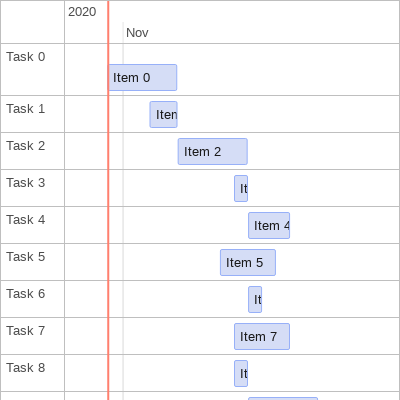 2020
Nov
Task 0
Item 0
Task 1
Iten
Task 2
Item 2
Task 3
It
Task 4
Item 4
Task 5
Item 5
Task 6
It
Task 7
Item 7
Task 8
It